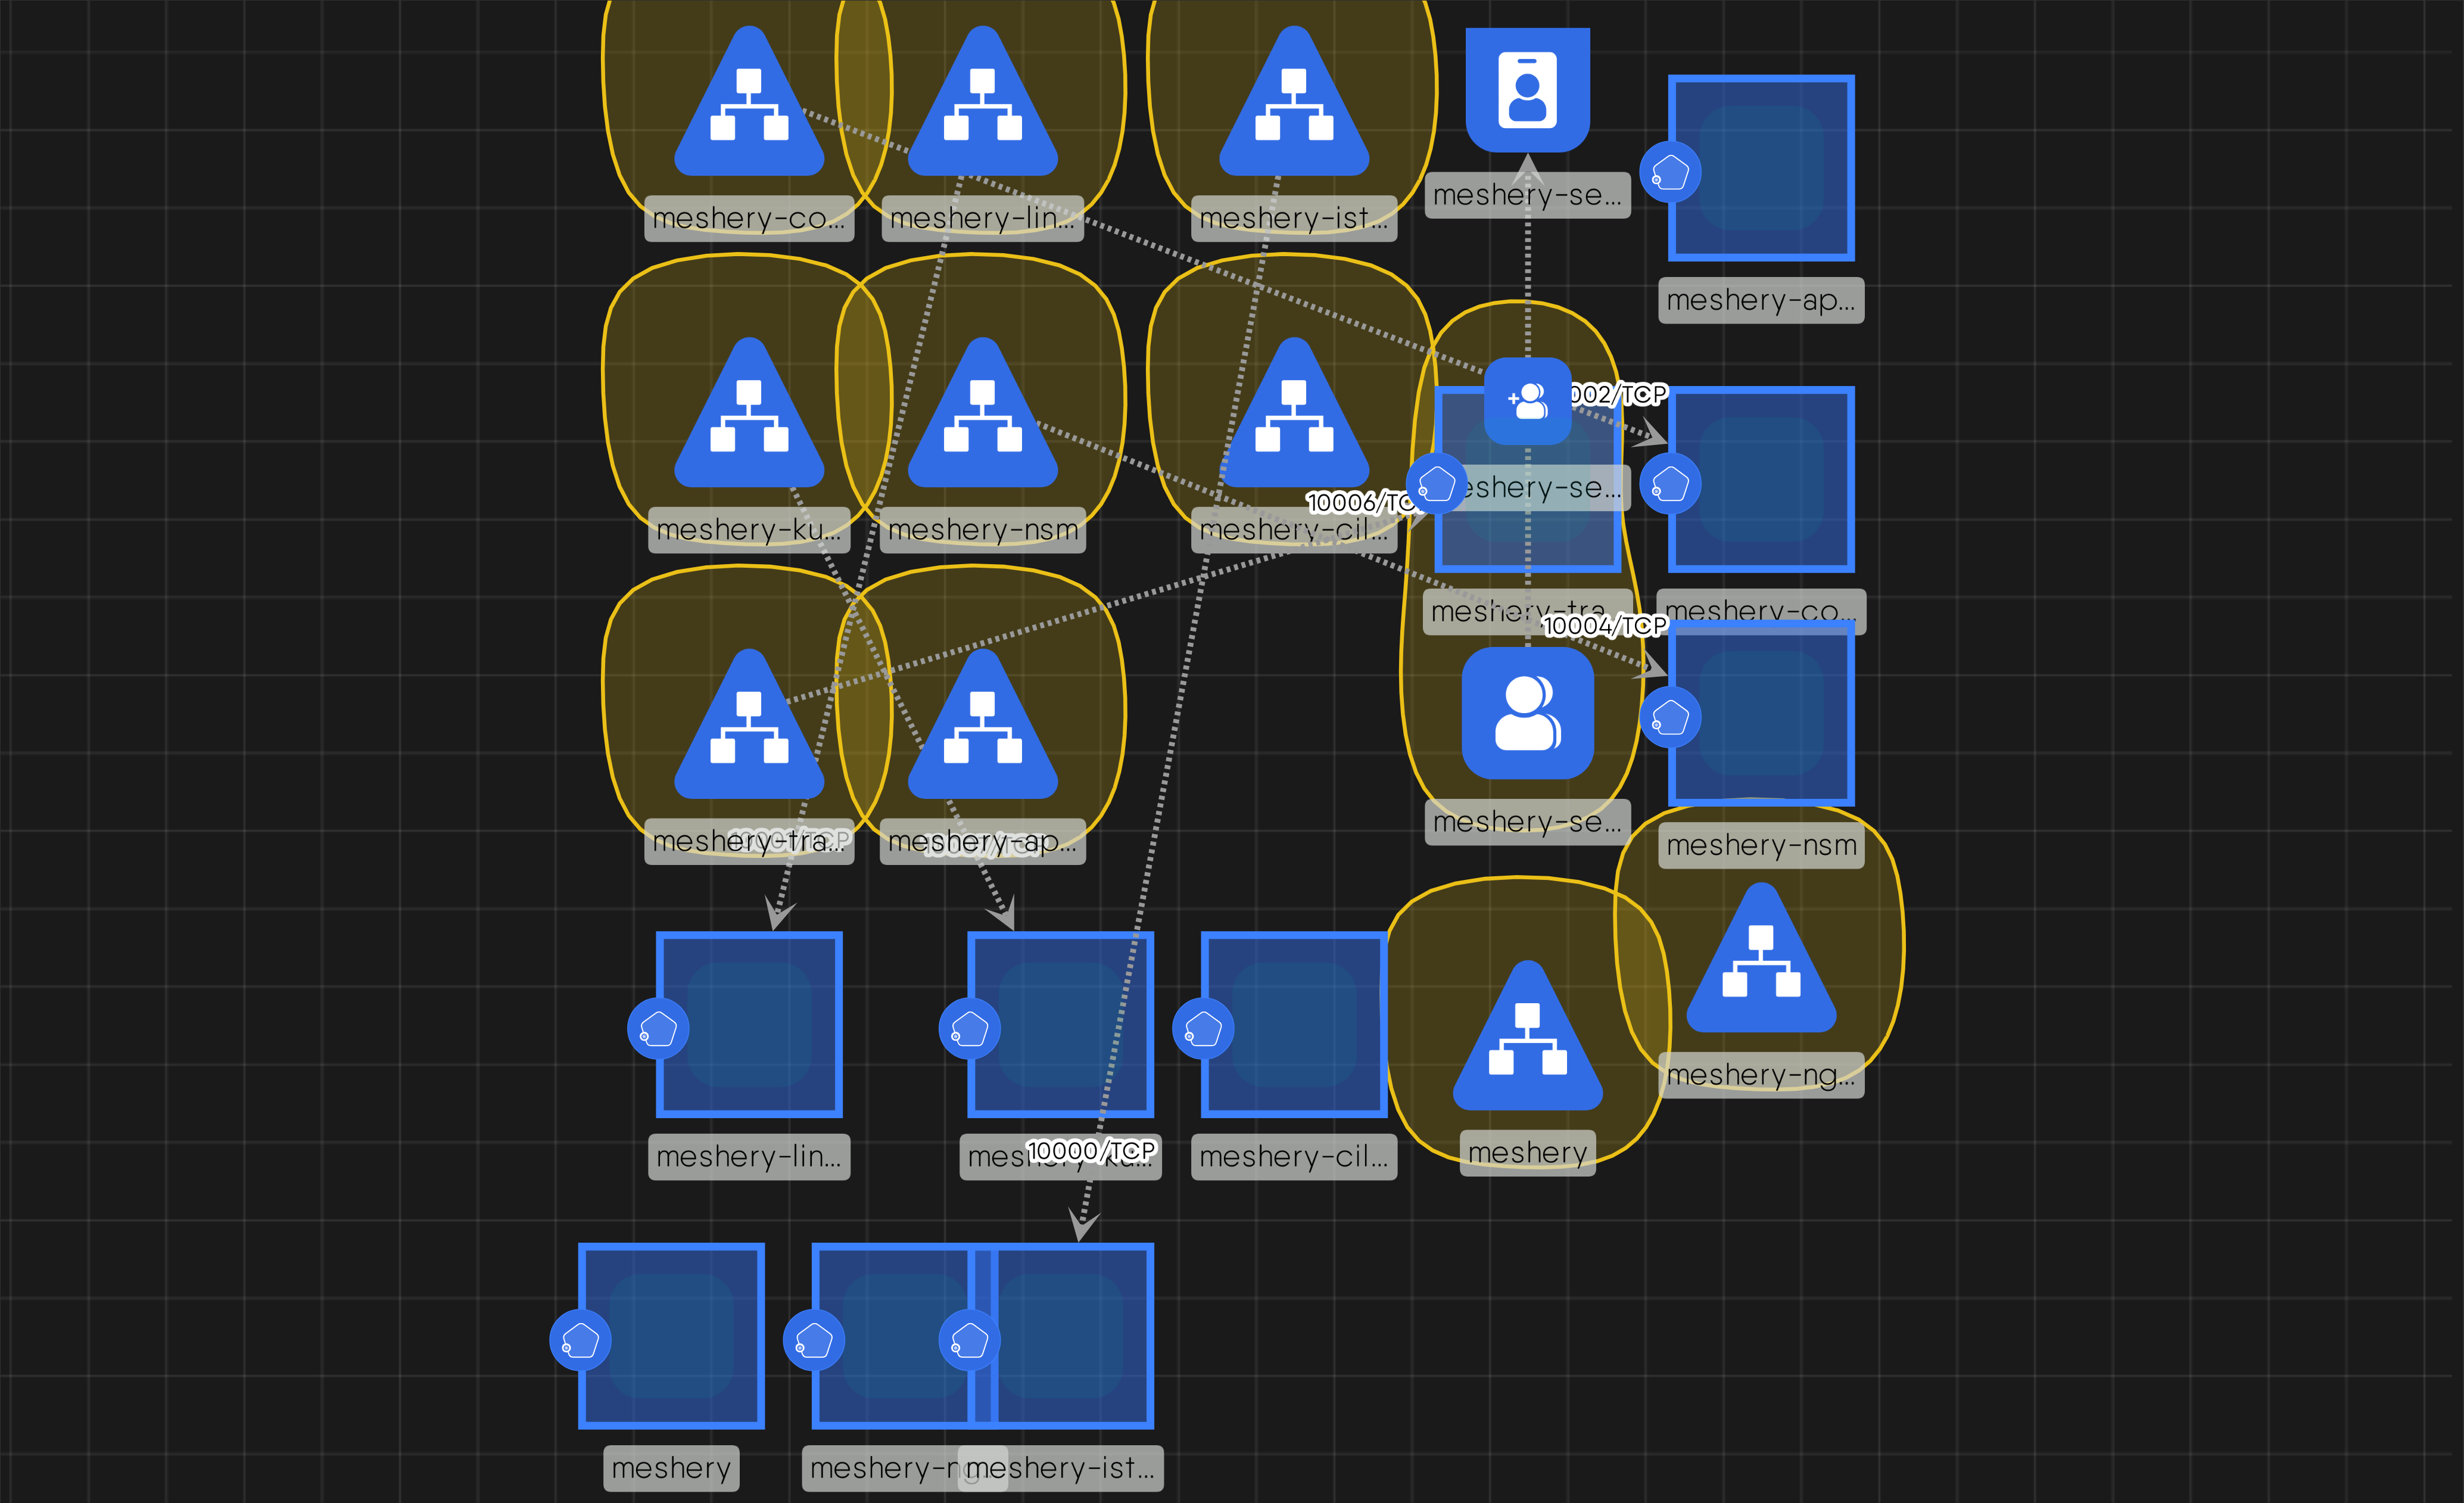 meshery-co...
meshery-lin...
meshery-ist...
meshery-se...
meshery-ap...
002/TCP
eshery-se...
10006/TC
meshery-ku...
meshery-nsm
meshery-cil...
meshery-tra...
meshery-co...
10004/TCP
meshery-tra...
meshery-ap...
meshery-se...
meshery-nsm
meshery-ng...
meshery-lin...
10000/TCP
meshery-cil...
meshery
meshery
meshery-ng
meshery-ist...